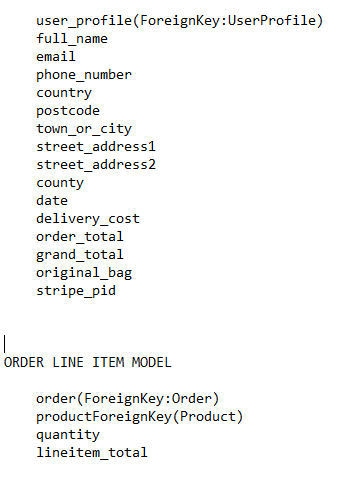 user_profile(ForeignKey:UserProfile)
full_name
email
phone_number
country
postcode
town_or_city
street_address1
street_address2
county
date
delivery_cost
order_total
grand_total
original_bag
stripe_pid
ORDER LINE ITEM MODEL
order(ForeignKey:Order)
productForeignKey(Product)
quantity
lineitem_total